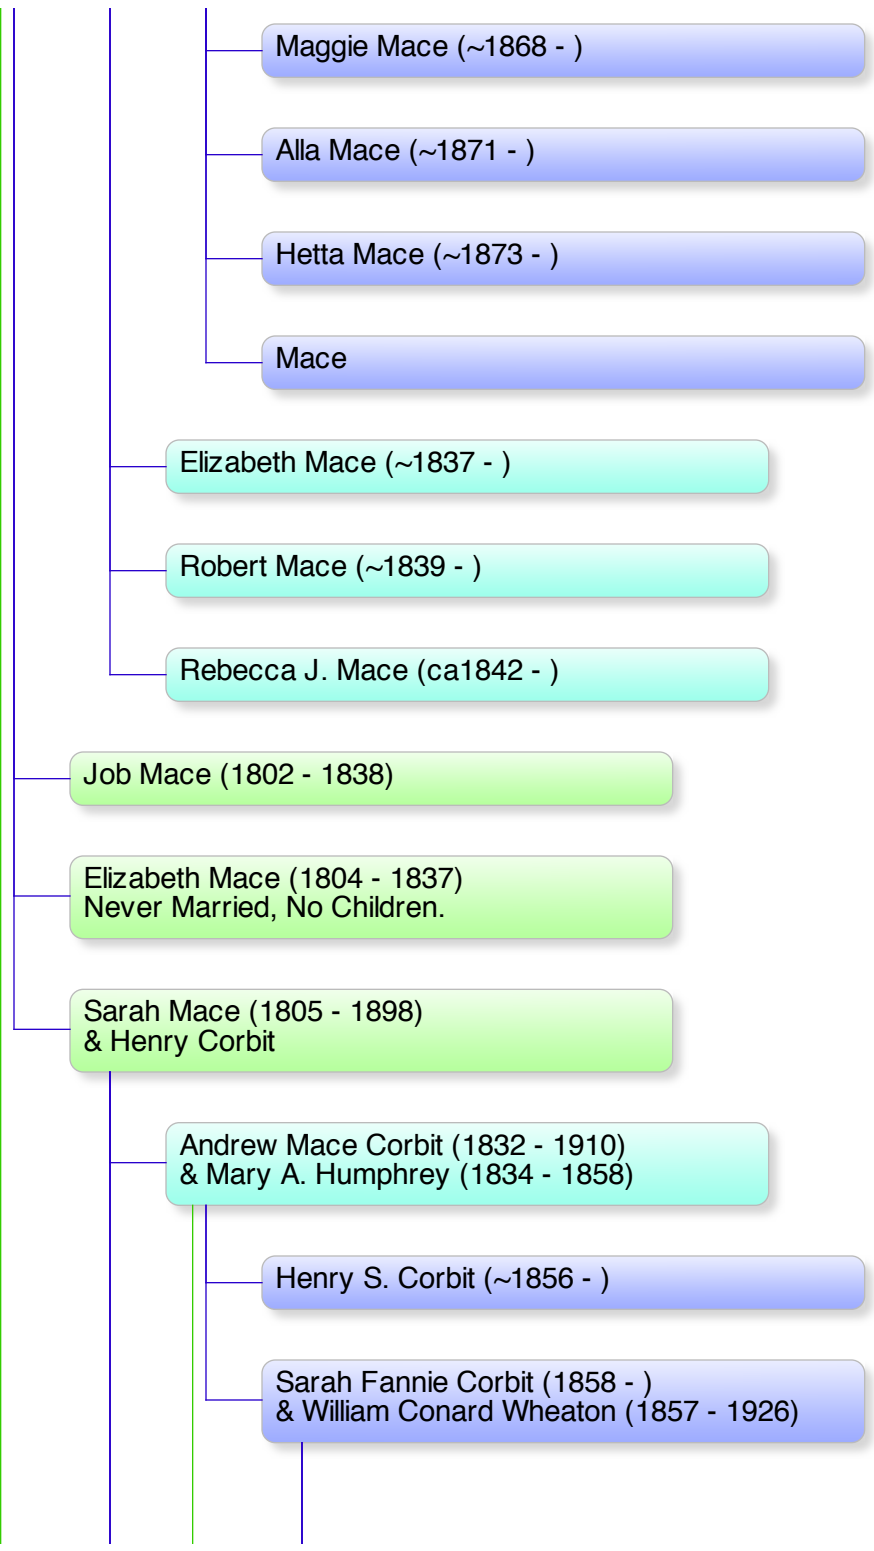 Maggie Mace (~1868 - )
Alla Mace (~1871 - )
Hetta Mace (~1873 - )
Mace
Elizabeth Mace (~1837 - )
Robert Mace (~1839 - )
Rebecca J. Mace (ca1842 - )
Job Mace (1802 - 1838)
Elizabeth Mace (1804 - 1837)
Never Married, No Children.
Sarah Mace (1805 - 1898)
& Henry Corbit
Andrew Mace Corbit (1832 - 1910)
& Mary A. Humphrey (1834 - 1858)
Henry S. Corbit (~1856 - )
Sarah Fannie Corbit (1858 - )
& William Conard Wheaton (1857 - 1926)